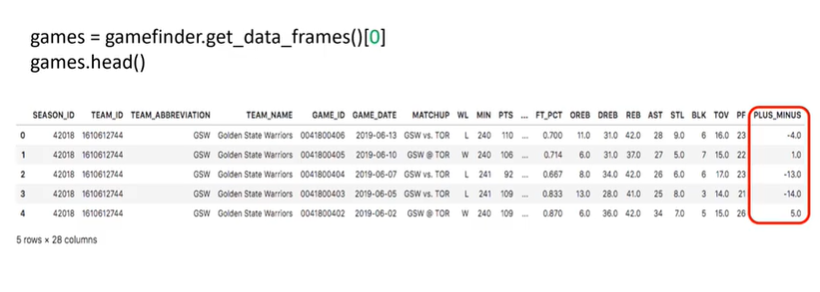 games = gamefinder.get_data_frames()[0]
games.head()
SEASON_ID TEAM_ID TEAM_ABBREVIATION TEAM_NAME GAME_ID GAME_DATE MATCHUP WL MIN PTS ... FT_PCT OREB DREB REB AST STL BLK TOV PF PLUS_MINUS
0 42018 1610612744 GSW Golden State Warriors 0041800406 2019-06-13 GSW vs. TOR L 240 110 ... 0.700 11.0 31.0 42.0 28 9.0 6 16.0 23 -4.0
1 42018 1610612744 GSW Golden State Warriors 0041800405 2019-06-10 GSW @ TOR W 240 106 ... 0.714 6.0 31.0 37.0 27 5.0 7 15.0 22 1.0
2 42018 1610612744 GSW Golden State Warriors 0041800404 2019-06-07 GSW vs. TOR L 241 92 ... 0.667 8.0 34.0 42.0 26 6.0 6 17.0 23 -13.0
3 42018 1610612744 GSW Golden State Warriors 0041800403 2019-06-05 GSW vs. TOR L 241 109 ... 0.833 13.0 28.0 41.0 25 8.0 3 14.0 21 -14.0
4 42018 1610612744 GSW Golden State Warriors 0041800402 2019-06-02 GSW @ TOR W 240 109 ... 0.870 6.0 36.0 42.0 34 7.0 5 15.0 26 5.0
5 rows × 28 columns